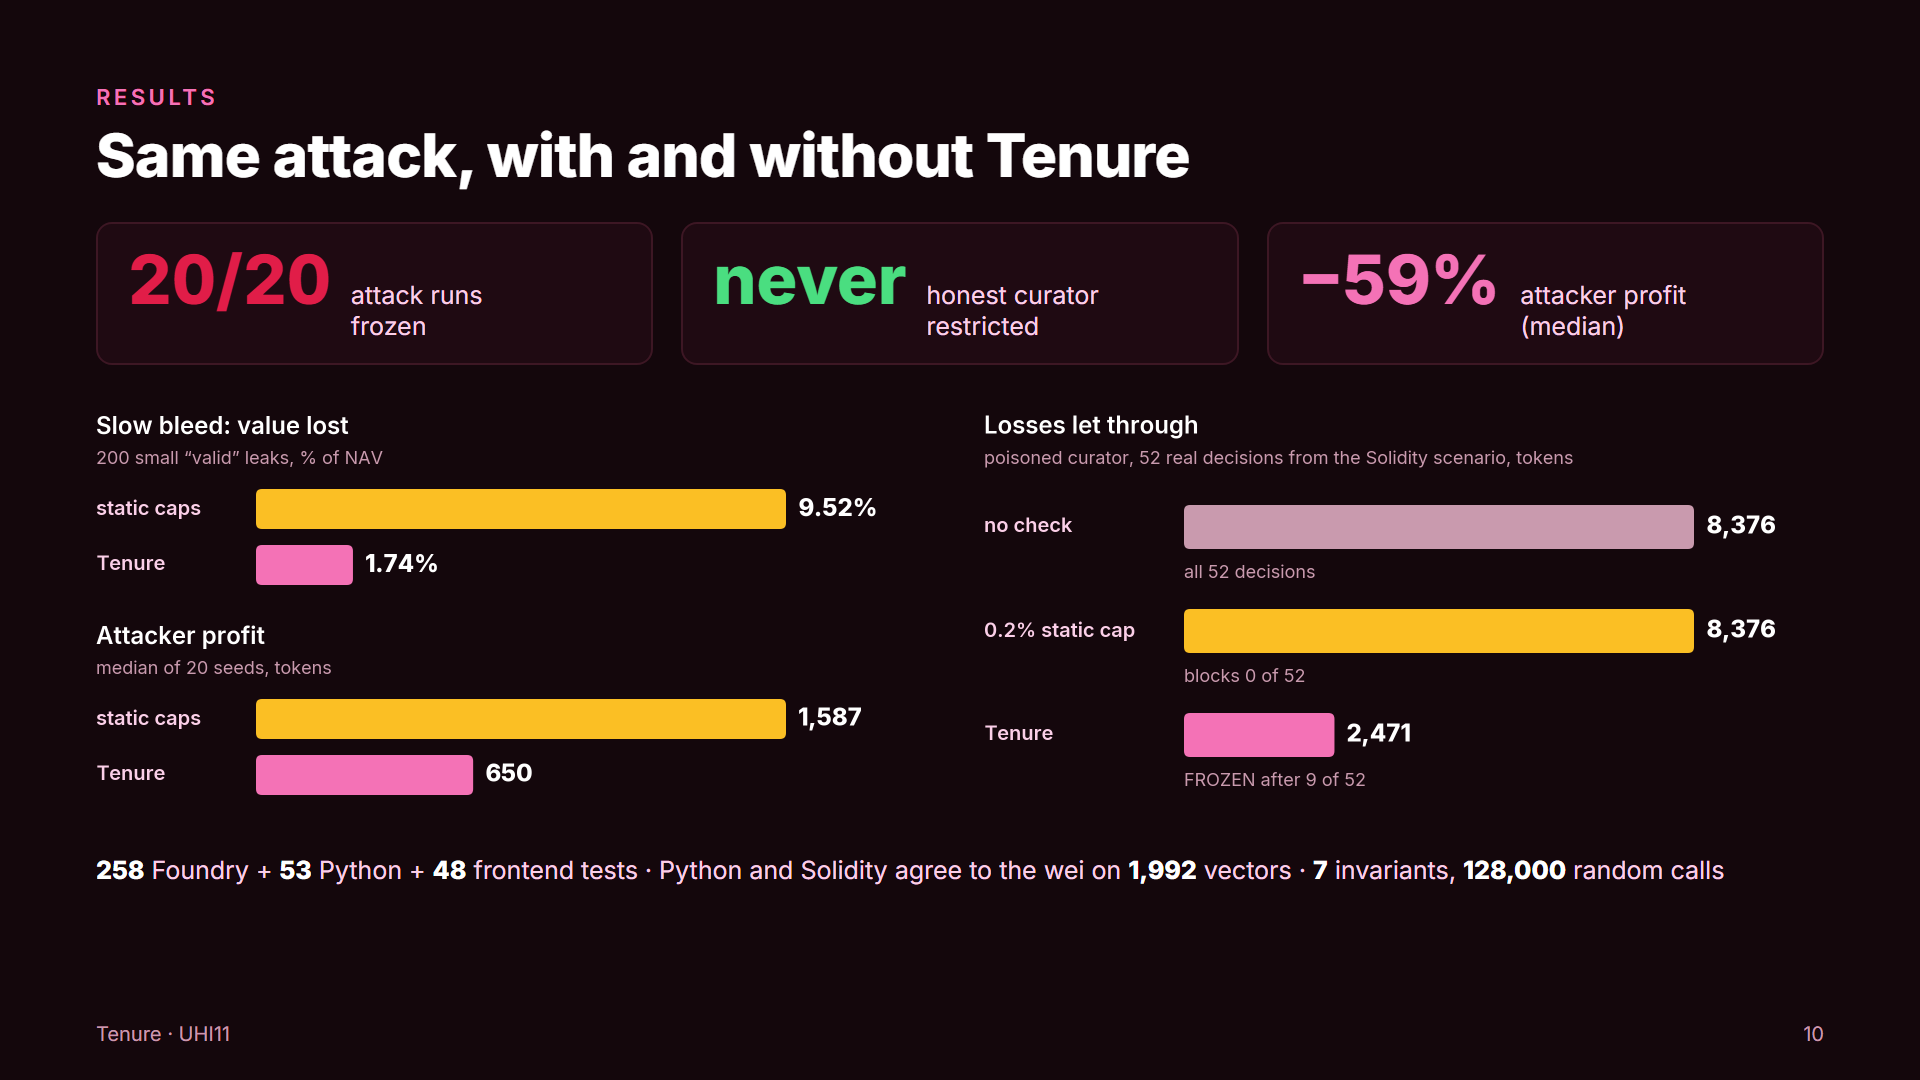 RESULTS
Same attack, with and without Tenure
20/20 attack runs
frozen
never honest curator
restricted
−59% attacker profit
(median)
Slow bleed: value lost
200 small “valid” leaks, % of NAV
static caps 9.52%
Tenure 1.74%
Attacker profit
median of 20 seeds, tokens
static caps 1,587
Tenure 650
Losses let through
poisoned curator, 52 real decisions from the Solidity scenario, tokens
no check 8,376
all 52 decisions
0.2% static cap 8,376
blocks 0 of 52
Tenure 2,471
FROZEN after 9 of 52
258 Foundry + 53 Python + 48 frontend tests · Python and Solidity agree to the wei on 1,992 vectors · 7 invariants, 128,000 random calls
Tenure · UHI11
10